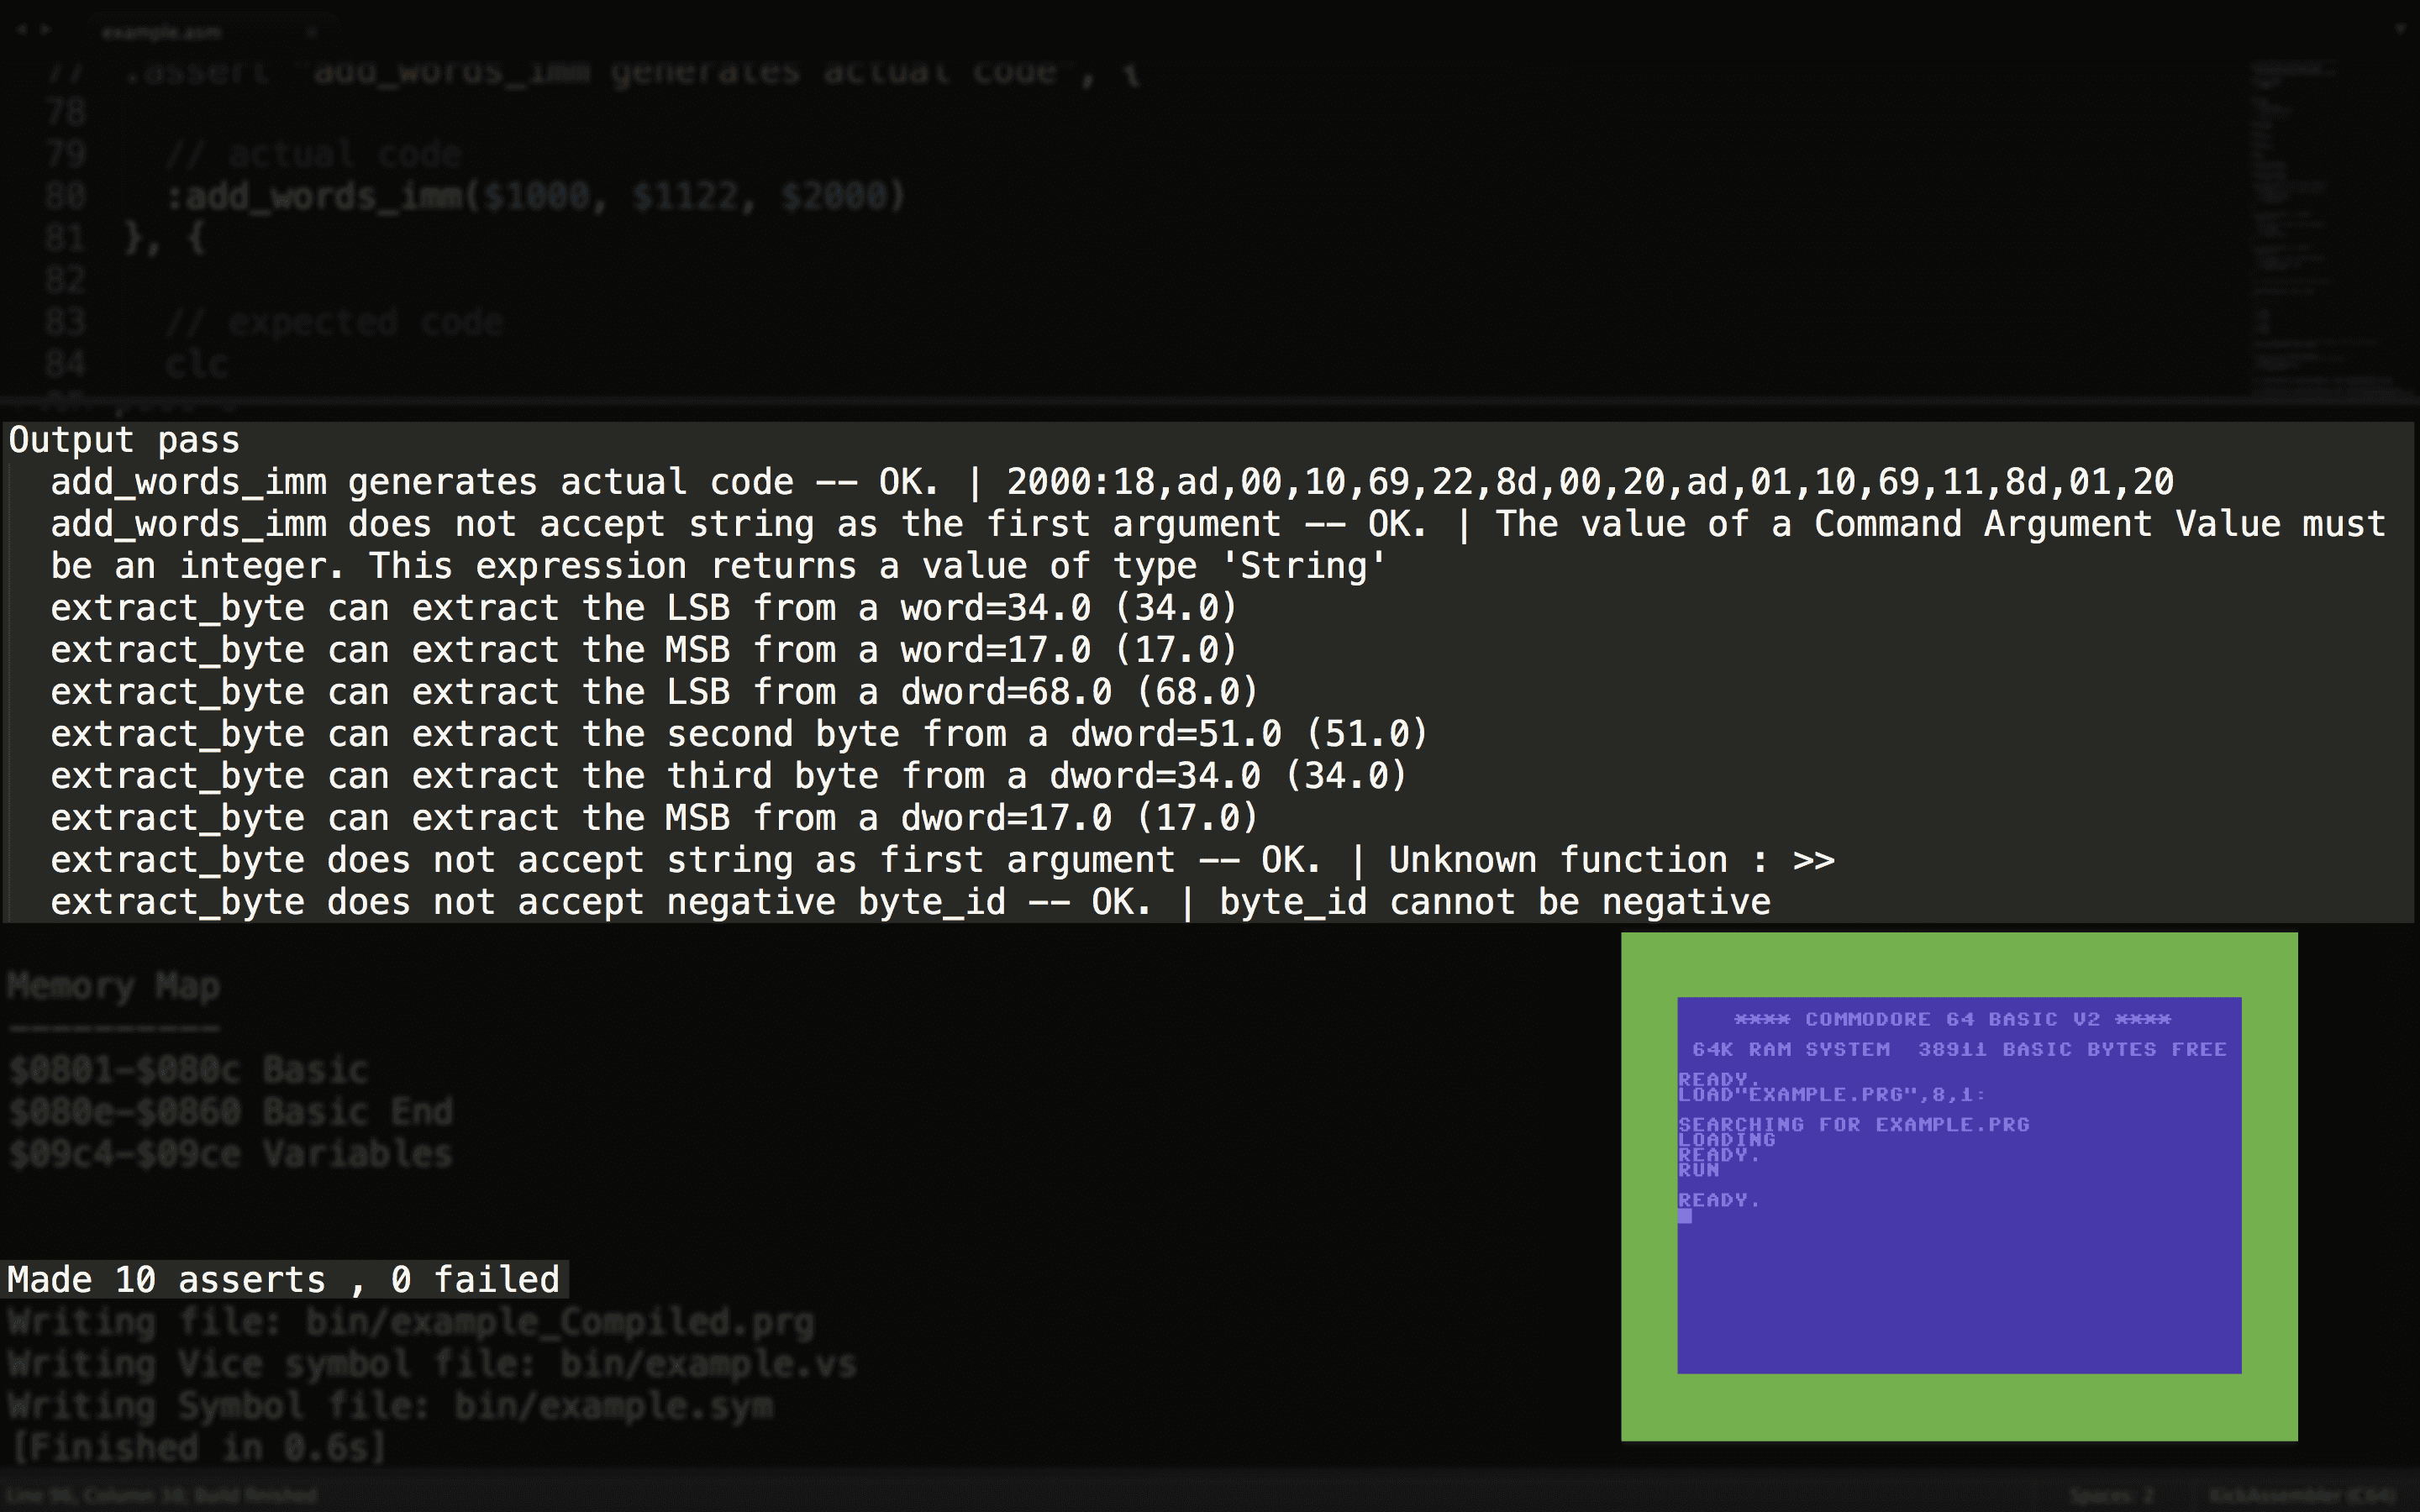 example.asm
77 .assert "add_words_imm generates actual code", {
78
79 // actual code
80 :add_words_imm($1000, $1122, $2000)
81 }, {
82
83 // expected code
84 clc
Output pass
add_words_imm generates actual code -- OK. | 2000:18,ad,00,10,69,22,8d,00,20,ad,01,10,69,11,8d,01,20
add_words_imm does not accept string as the first argument -- OK. | The value of a Command Argument Value must
be an integer. This expression returns a value of type 'String'
extract_byte can extract the LSB from a word=34.0 (34.0)
extract_byte can extract the MSB from a word=17.0 (17.0)
extract_byte can extract the LSB from a dword=68.0 (68.0)
extract_byte can extract the second byte from a dword=51.0 (51.0)
extract_byte can extract the third byte from a dword=34.0 (34.0)
extract_byte can extract the MSB from a dword=17.0 (17.0)
extract_byte does not accept string as first argument -- OK. | Unknown function : >>
extract_byte does not accept negative byte_id -- OK. | byte_id cannot be negative
Memory Map
----------
$0801-$080c Basic
$080e-$0860 Basic End
$09c4-$09ce Variables
Made 10 asserts , 0 failed
Writing file: bin/example_Compiled.prg
Writing Vice symbol file: bin/example.vs
Writing Symbol file: bin/example.sym
[Finished in 0.6s]
**** COMMODORE 64 BASIC V2 ****
64K RAM SYSTEM 38911 BASIC BYTES FREE
READY.
LOAD"EXAMPLE.PRG",8,1:
SEARCHING FOR EXAMPLE.PRG
LOADING
READY.
RUN
READY.
Line 96, Column 38; Build finished
Spaces: 2
KickAssembler (C64)